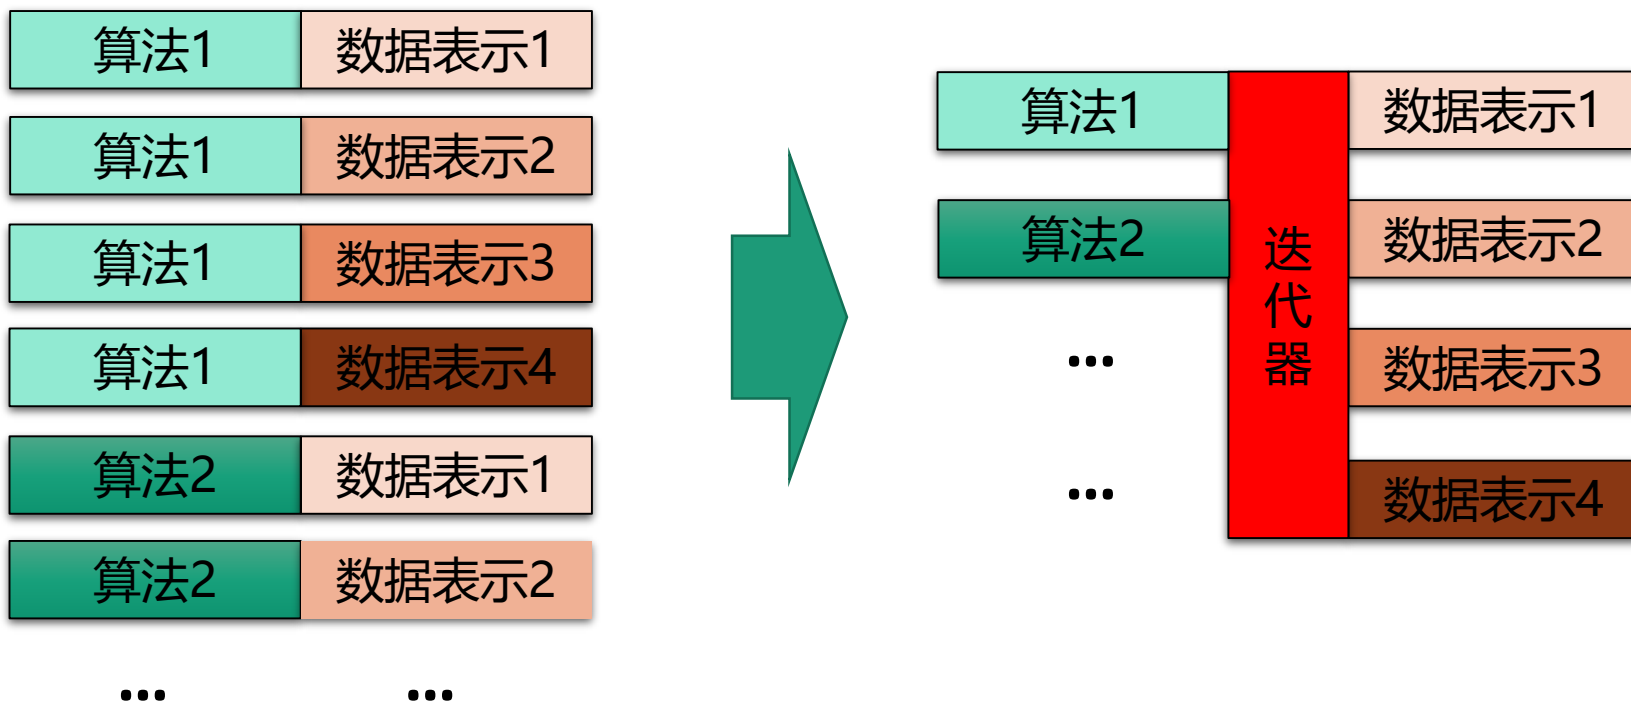 算法1 数据表示1
算法1 数据表示2
算法1 数据表示3
算法1 数据表示4
算法2 数据表示1
算法2 数据表示2
... ...
算法1 数据表示1
算法2 数据表示2
... 数据表示3
... 数据表示4
迭
代
器